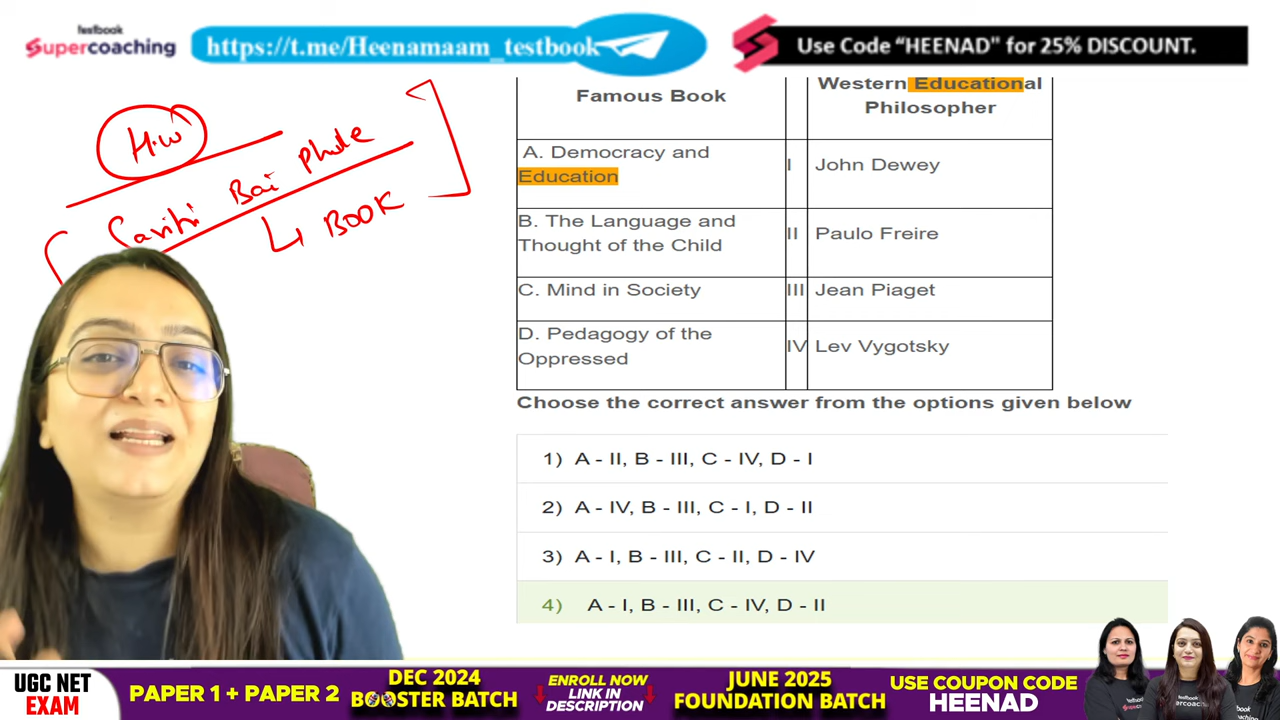 testbook
Supercoaching
https://t.me/Heenamaam_testbook
Use Code “HEENAD" for 25% DISCOUNT.
H.W
Savitri Bai Phule
BOOK
Famous Book
Western Educational
Philosopher
A. Democracy and
Education
I
John Dewey
B. The Language and
Thought of the Child
II
Paulo Freire
C. Mind in Society
III
Jean Piaget
D. Pedagogy of the
Oppressed
IV
Lev Vygotsky
Choose the correct answer from the options given below
1) A - II, B - III, C - IV, D - I
2) A - IV, B - III, C - I, D - II
3) A - I, B - III, C - II, D - IV
4) A - I, B - III, C - IV, D - II
UGC NET
EXAM
PAPER 1 + PAPER 2
DEC 2024
BOOSTER BATCH
ENROLL NOW
LINK IN
DESCRIPTION
JUNE 2025
FOUNDATION BATCH
USE COUPON CODE
HEENAD